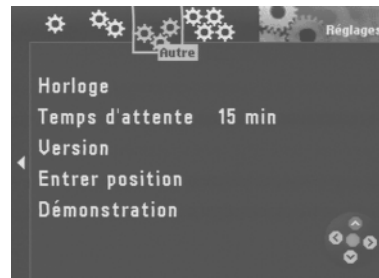 Réglages
Autre
Horloge
Temps d'attente 15 min
Version
Entrer position
Démonstration